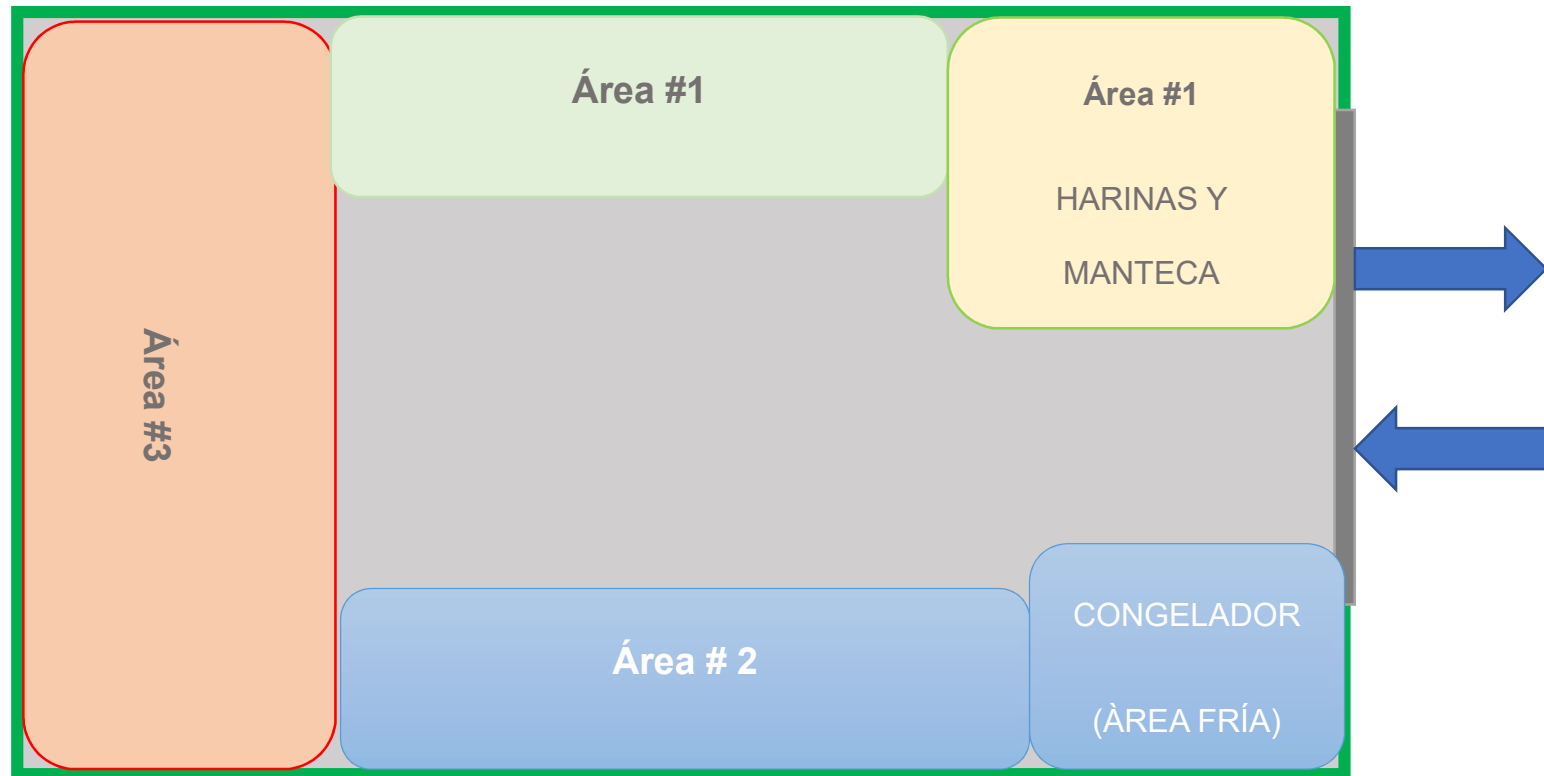 Área #1
Área #1
HARINAS Y
MANTECA
Área #3
Área # 2
CONGELADOR
(ÀREA FRÍA)